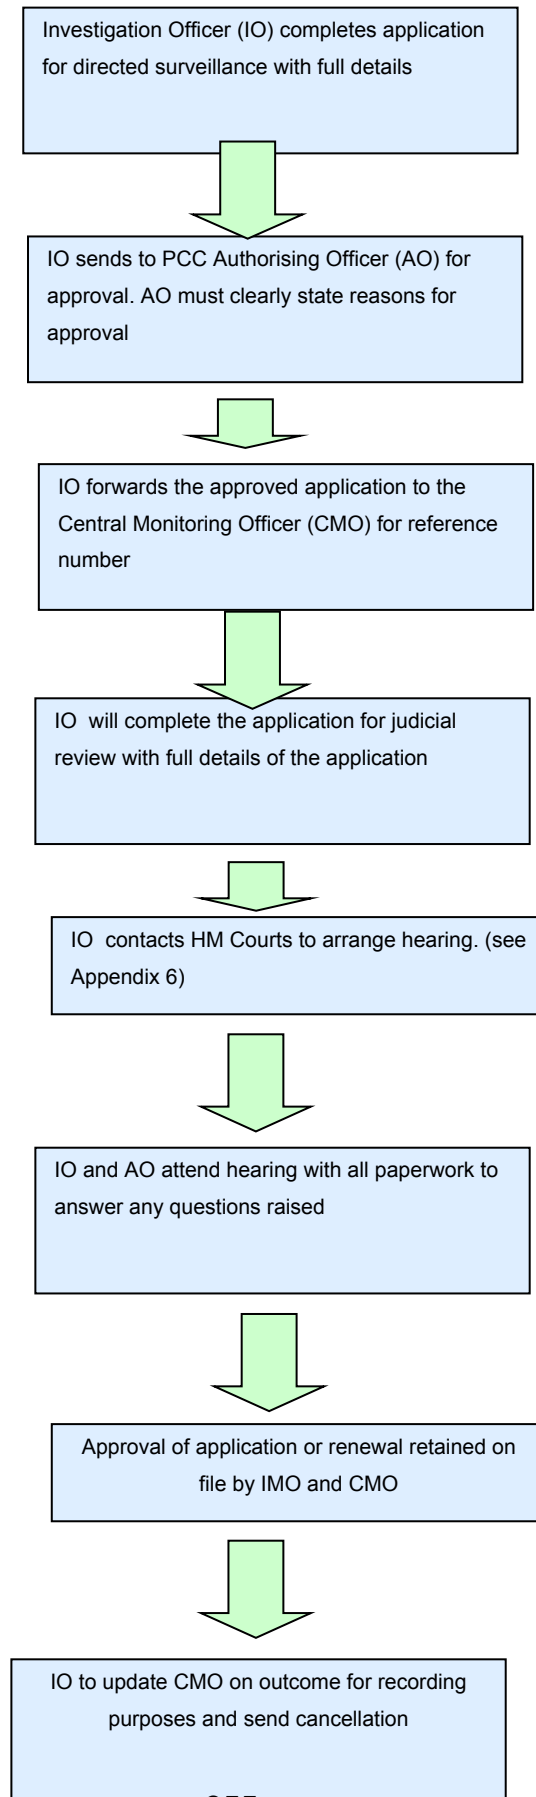 Investigation Officer (IO) completes application
for directed surveillance with full details
IO sends to PCC Authorising Officer (AO) for
approval. AO must clearly state reasons for
approval
IO forwards the approved application to the
Central Monitoring Officer (CMO) for reference
number
IO will complete the application for judicial
review with full details of the application
IO contacts HM Courts to arrange hearing. (see
Appendix 6)
IO and AO attend hearing with all paperwork to
answer any questions raised
Approval of application or renewal retained on
file by IMO and CMO
IO to update CMO on outcome for recording
purposes and send cancellation